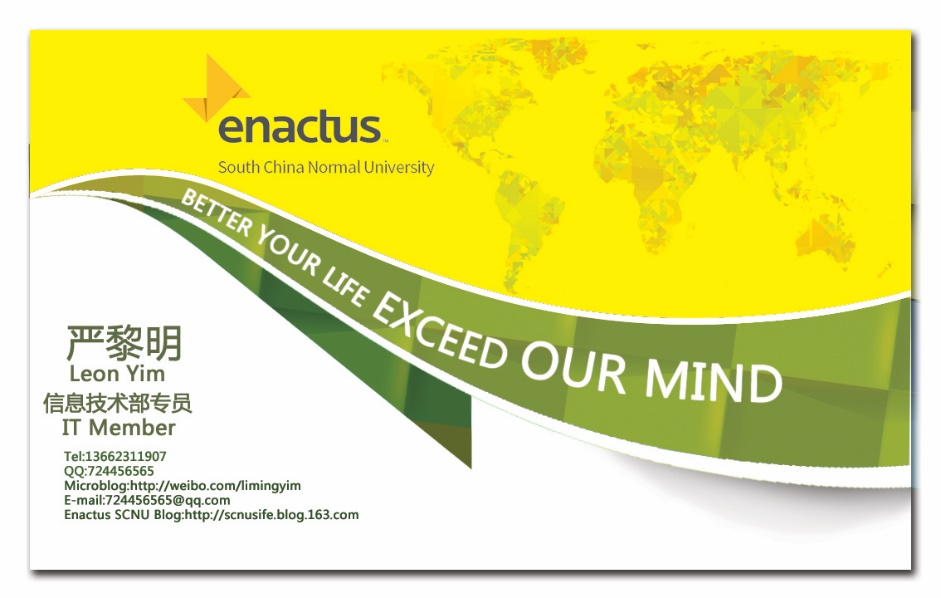 enactus
South China Normal University
BETTER YOUR LIFE EXCEED OUR MIND
严黎明
Leon Yim
信息技术部专员
IT Member
Tel:13662311907
QQ:724456565
Microblog:http://weibo.com/limingyim
E-mail:724456565@qq.com
Enactus SCNU Blog:http://scnusife.blog.163.com